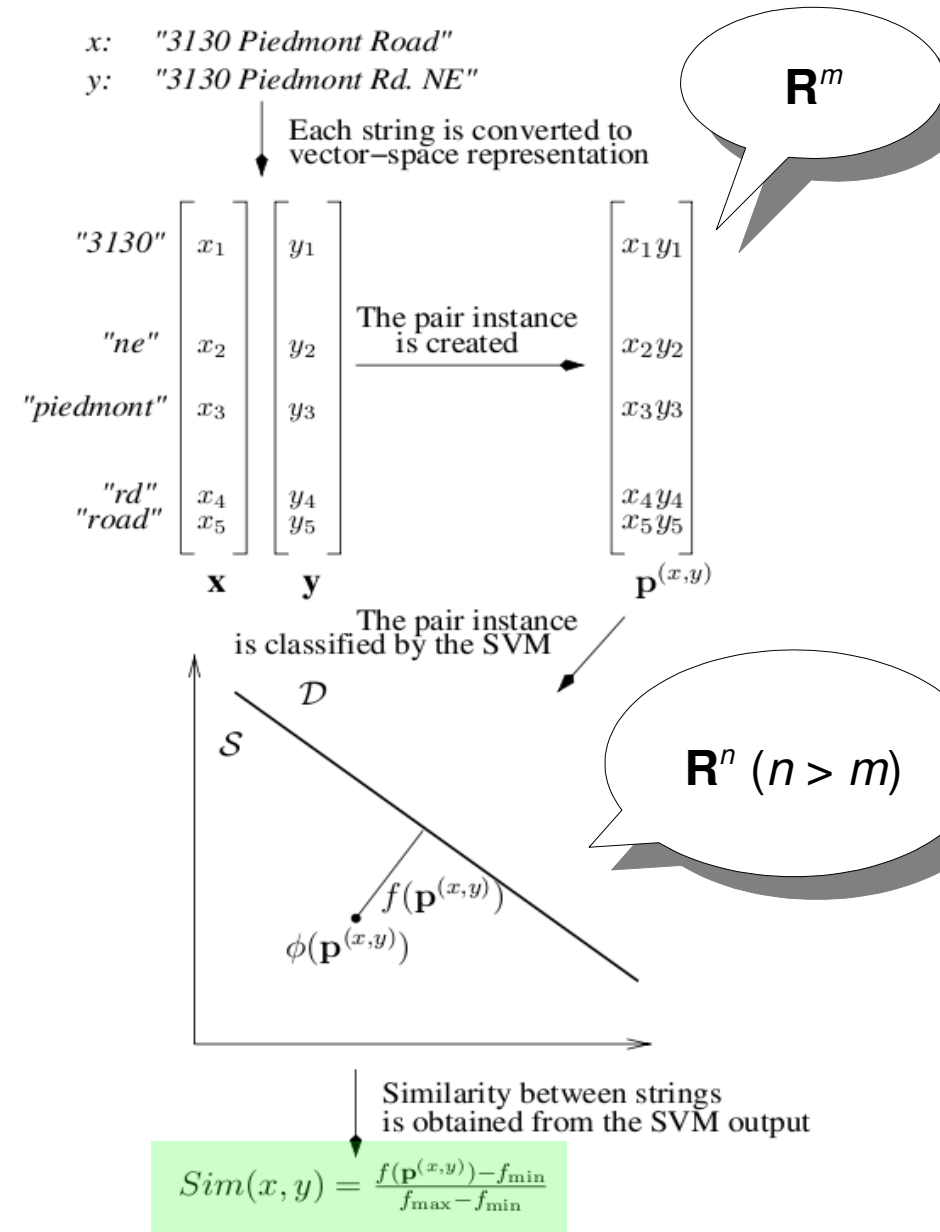 x: "3130 Piedmont Road"
y: "3130 Piedmont Rd. NE"
R^m
Each string is converted to
vector−space representation
"3130" x_1 y_1 x_1y_1
The pair instance
is created
"ne" x_2 y_2 x_2y_2
"piedmont" x_3 y_3 x_3y_3
"rd" x_4 y_4 x_4y_4
"road" x_5 y_5 x_5y_5
x y p^(x,y)
The pair instance
is classified by the SVM
D
S
R^n (n > m)
f(p^(x,y))
ϕ(p^(x,y))
Similarity between strings
is obtained from the SVM output
Sim(x, y) = f(p^(x,y))−f_min / f_max−f_min